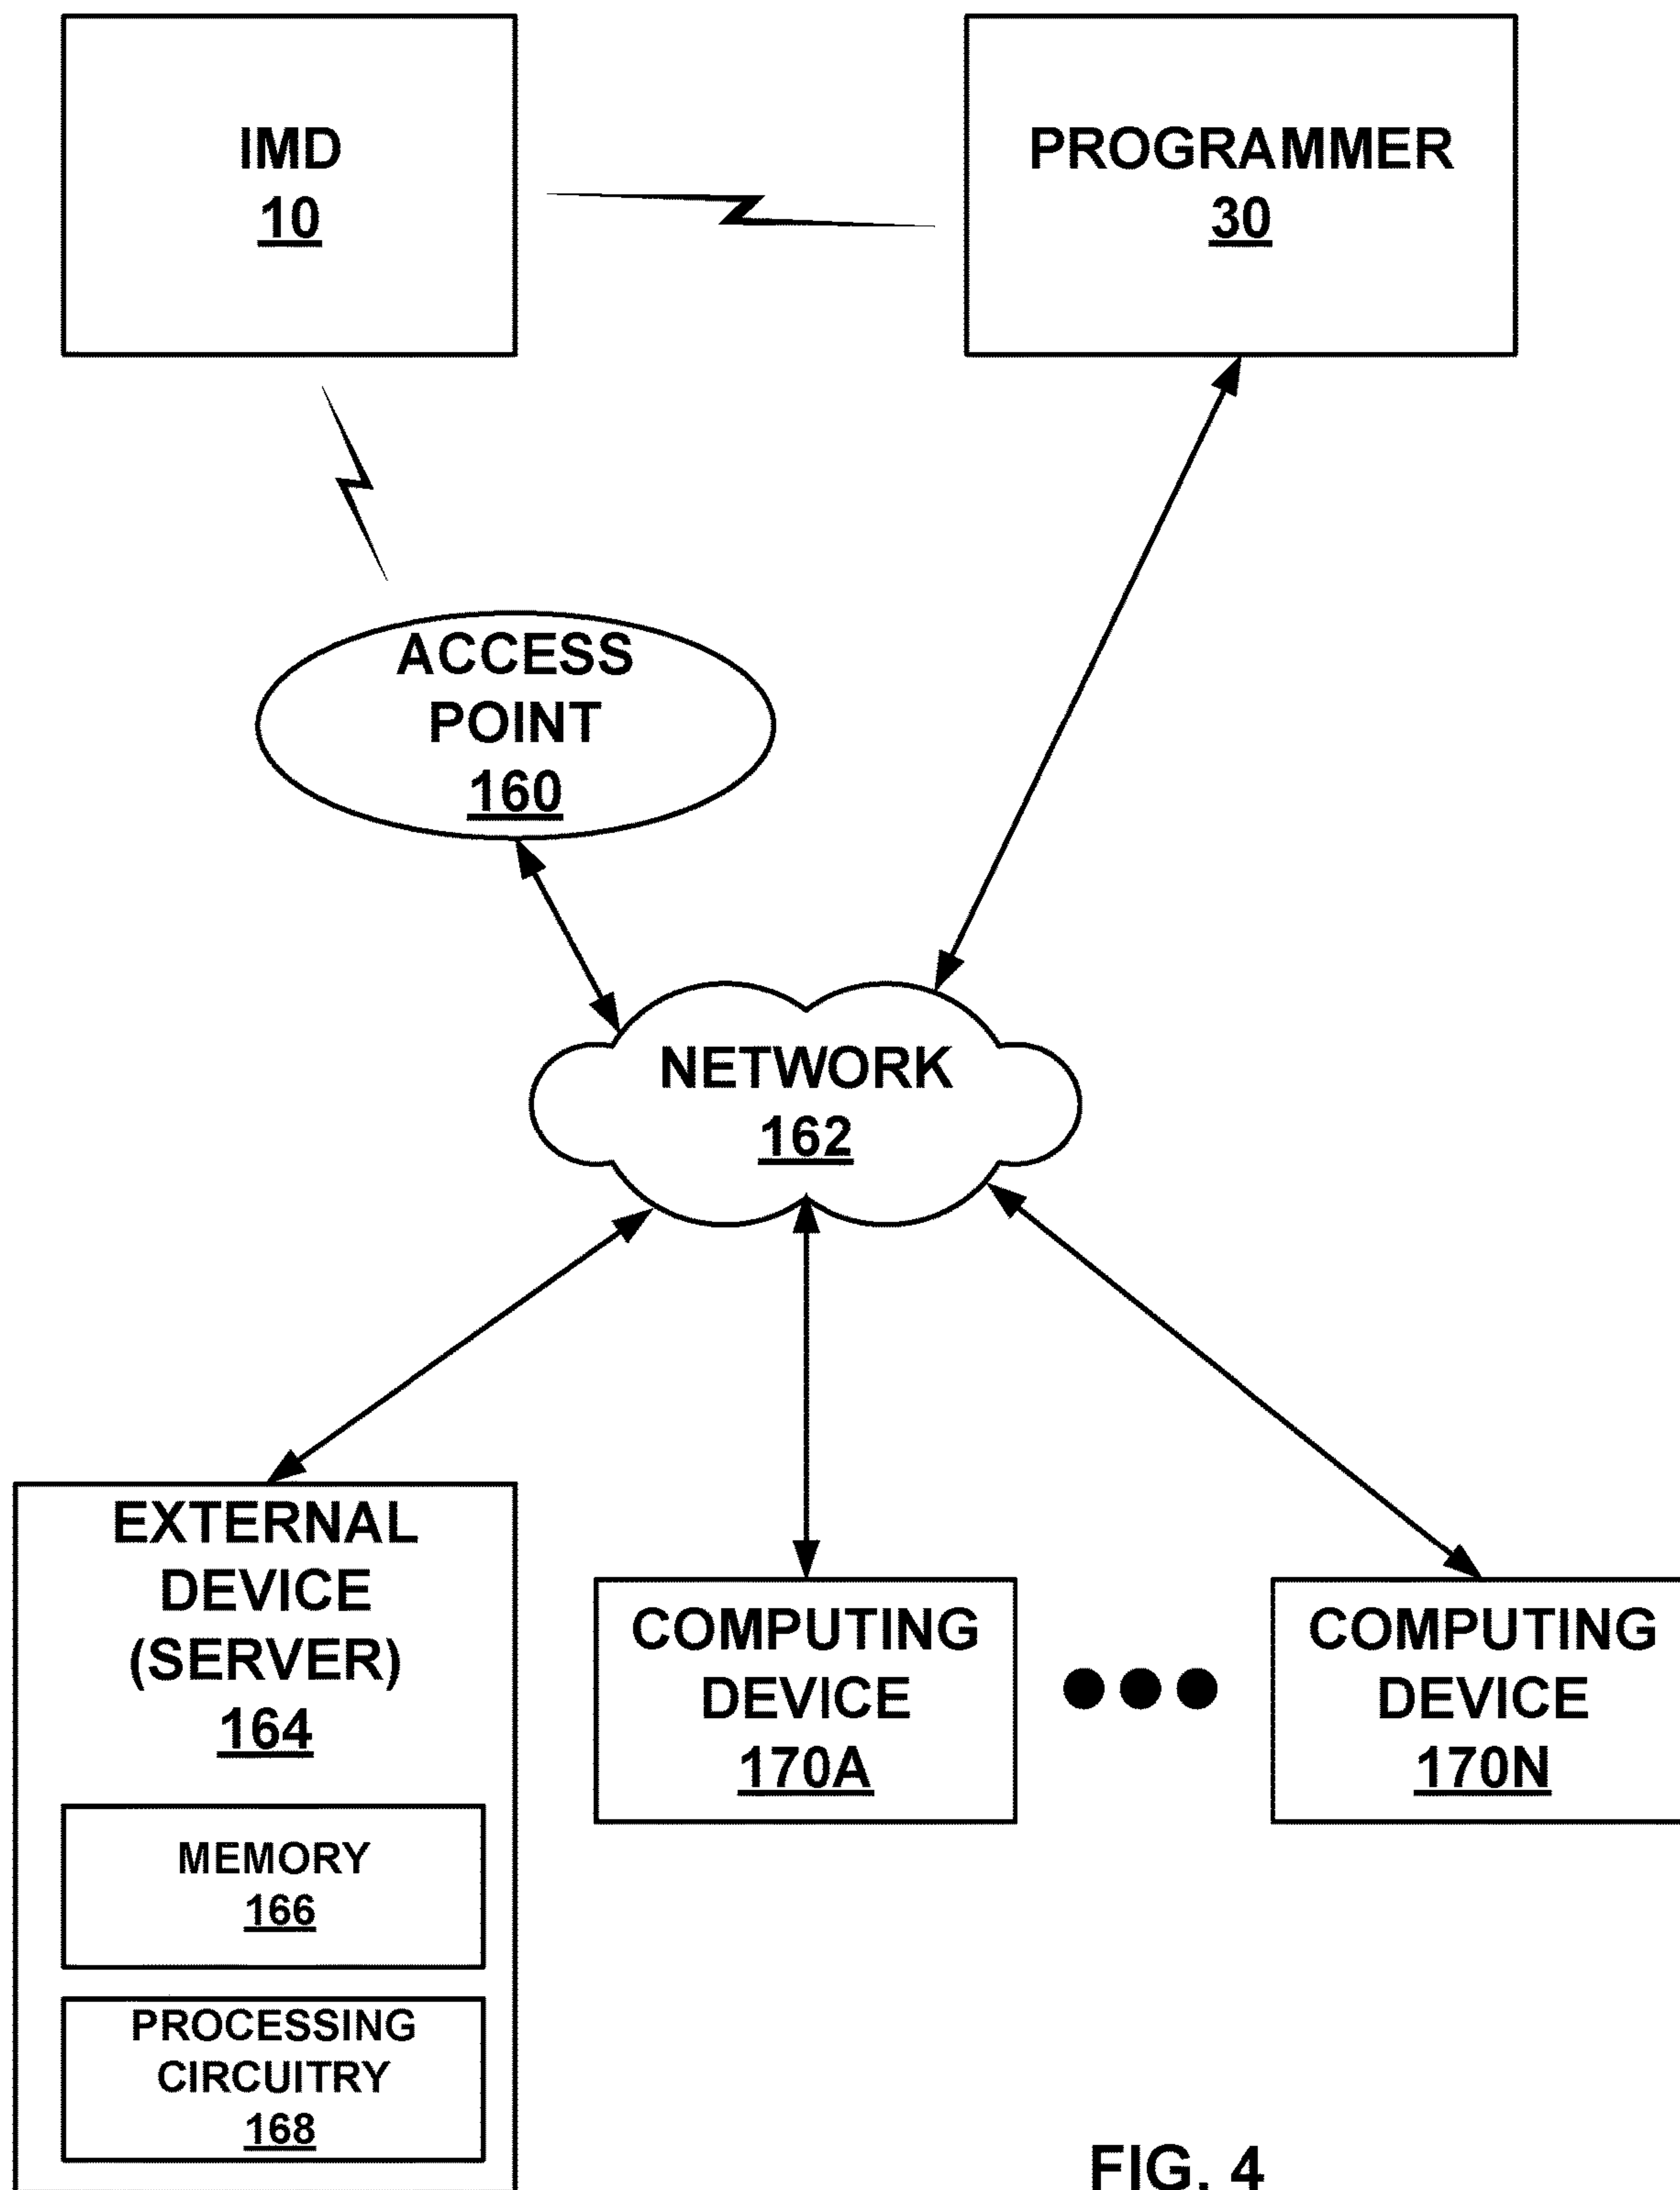 IMD
10
PROGRAMMER
30
ACCESS
POINT
160
NETWORK
162
EXTERNAL
DEVICE
(SERVER)
164
MEMORY
166
PROCESSING
CIRCUITRY
168
COMPUTING
DEVICE
170A
COMPUTING
DEVICE
170N
FIG. 4